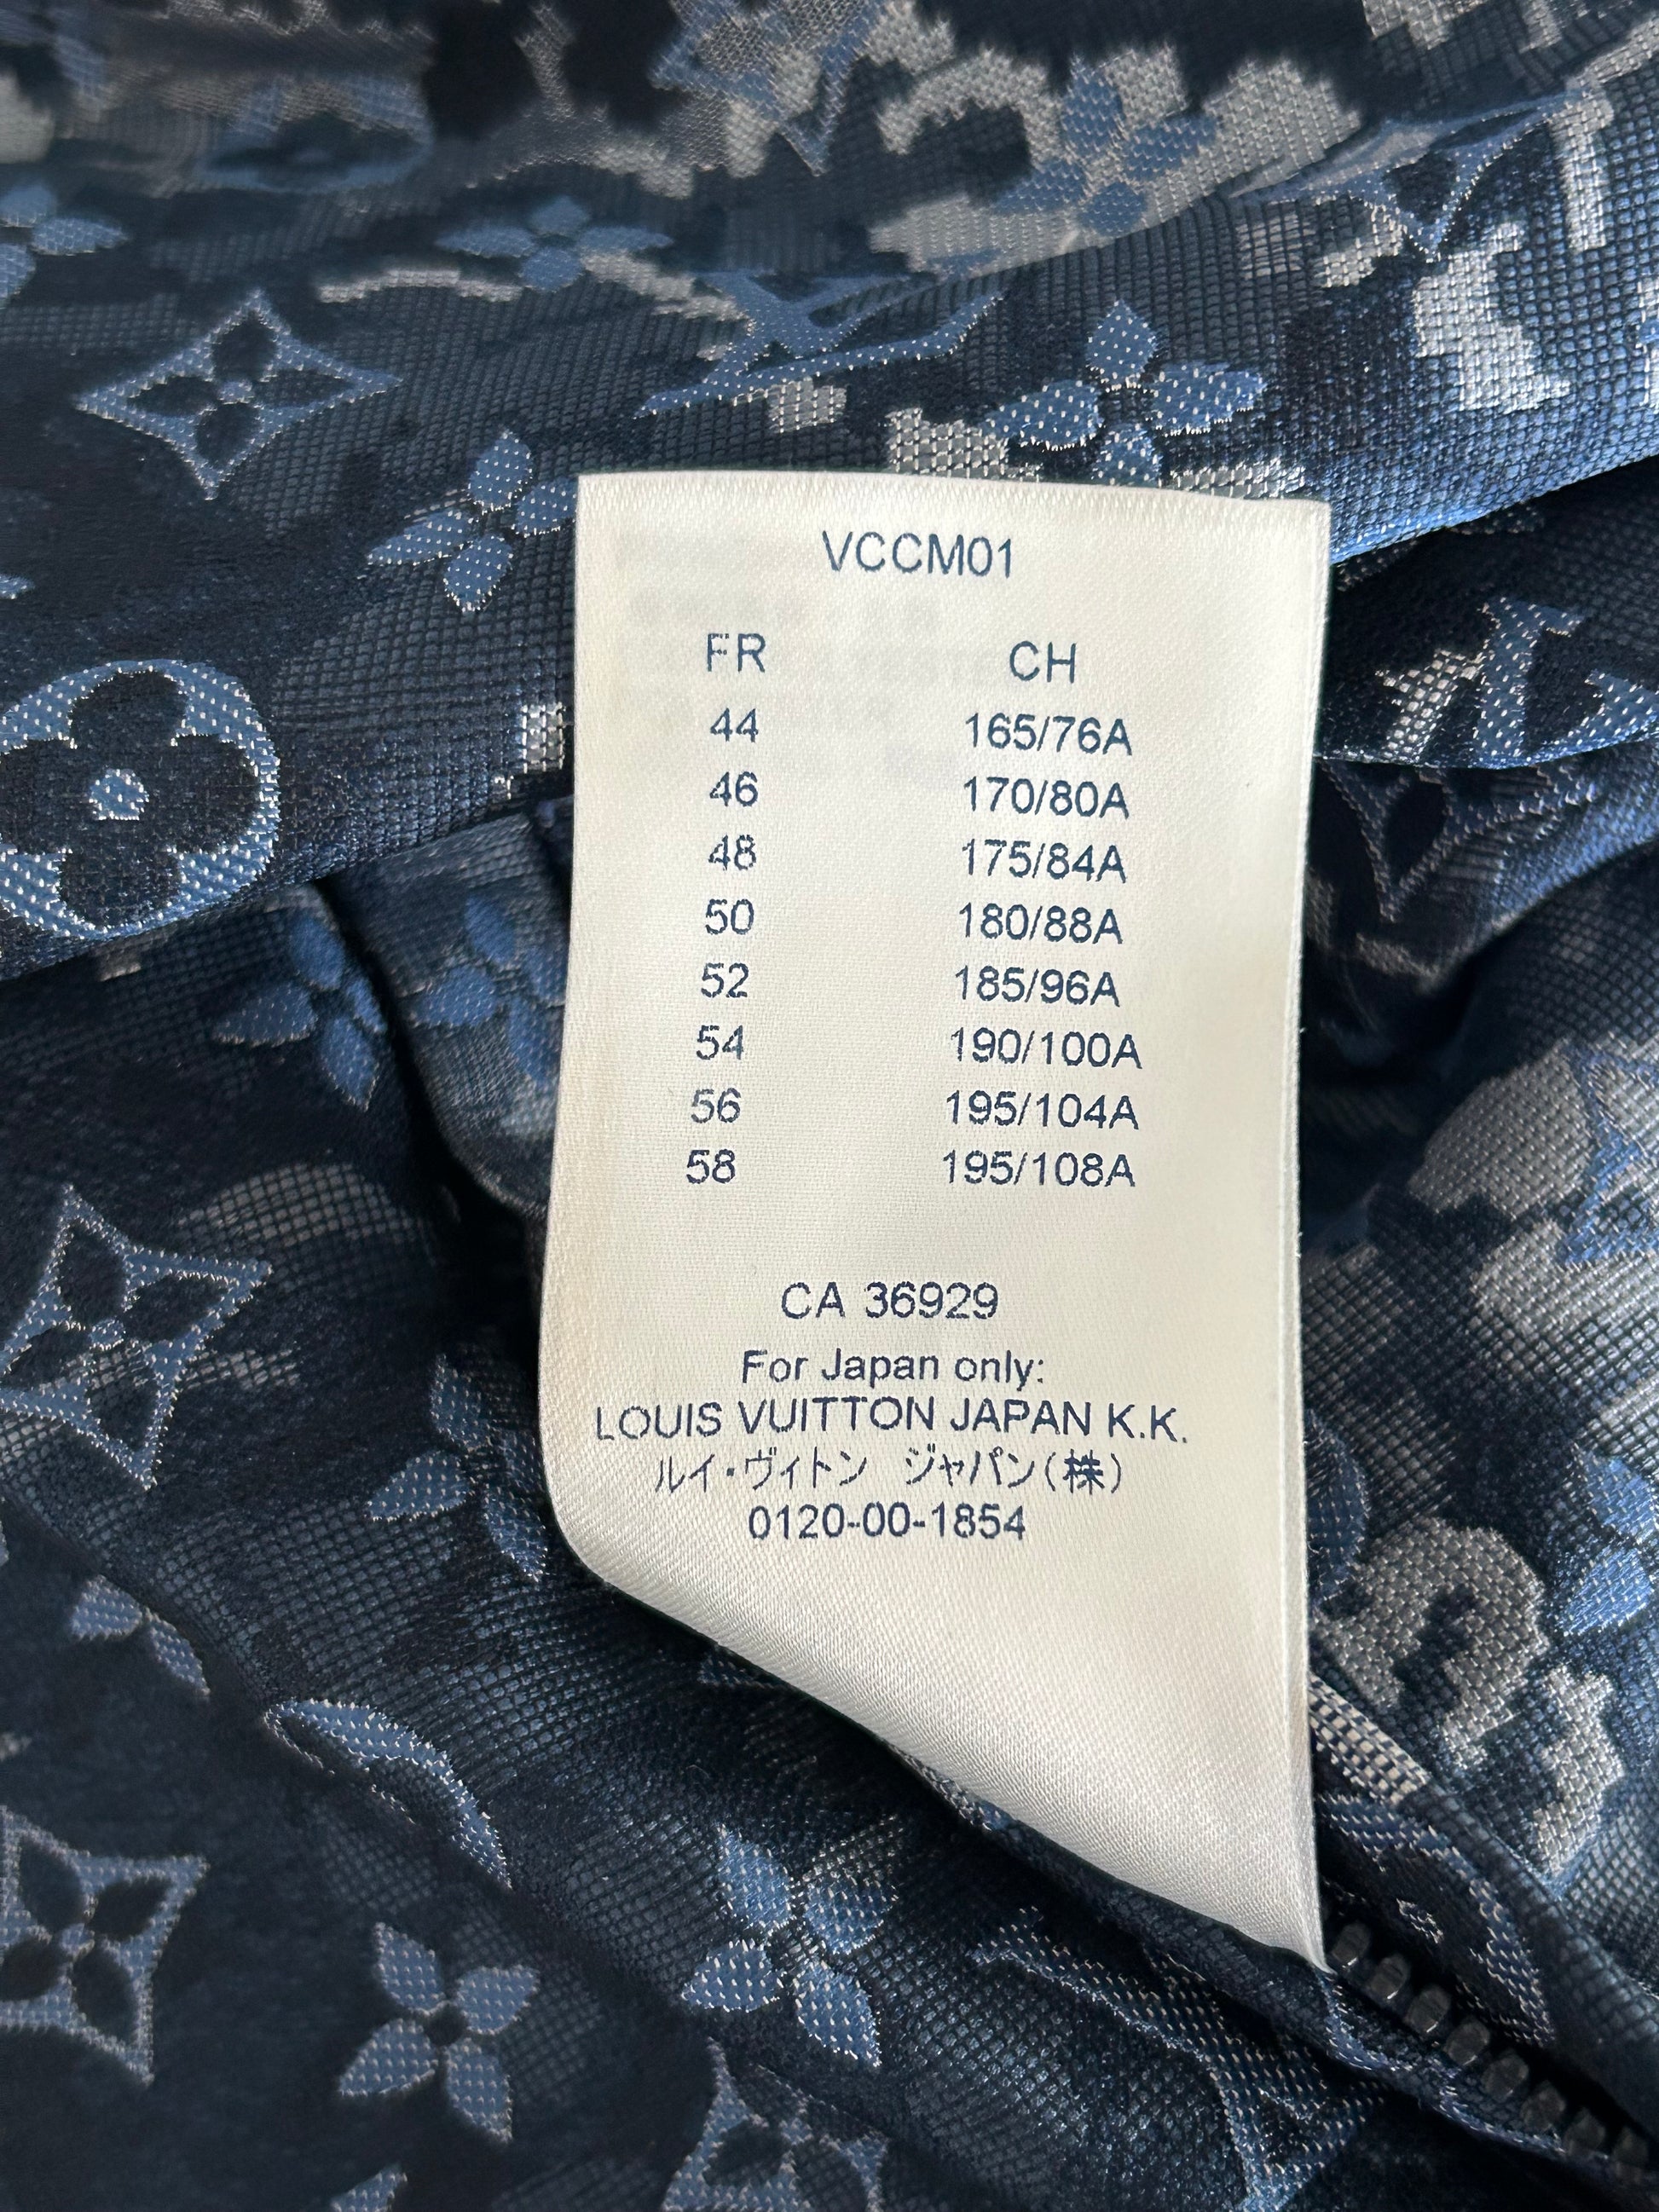 VCCM01
FR CH
44 165/76A
46 170/80A
48 175/84A
50 180/88A
52 185/96A
54 190/100A
56 195/104A
58 195/108A
CA 36929
For Japan only:
LOUIS VUITTON JAPAN K.K.
ルイ・ヴィトン ジャパン(株)
0120-00-1854